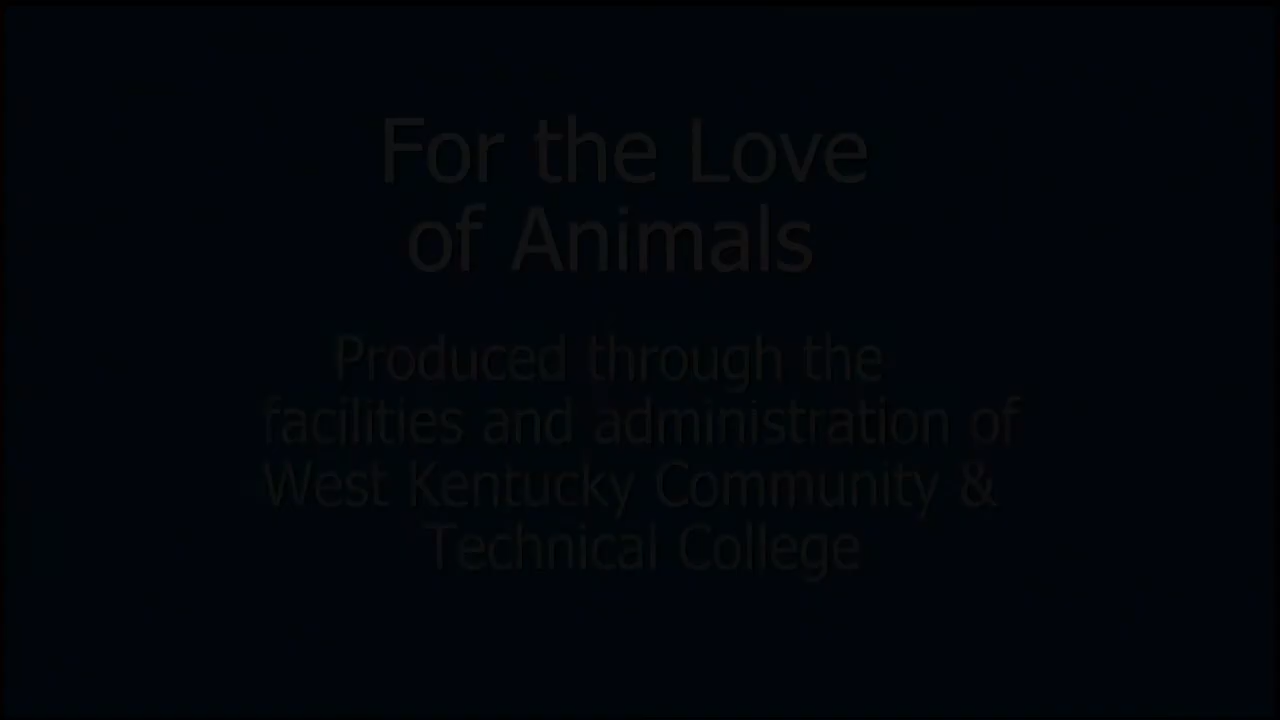 For the Love
of Animals
Produced through the
facilities and administration of
West Kentucky Community &
Technical College